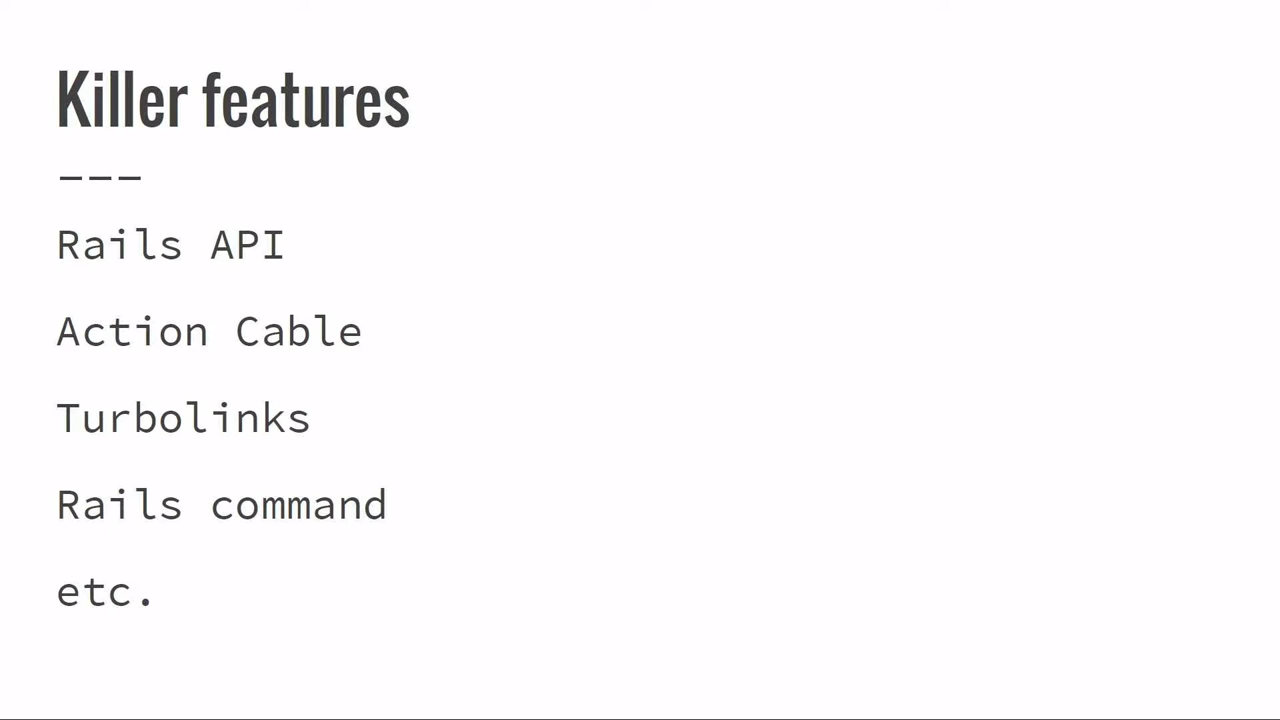 Killer features
---
Rails API
Action Cable
Turbolinks
Rails command
etc.